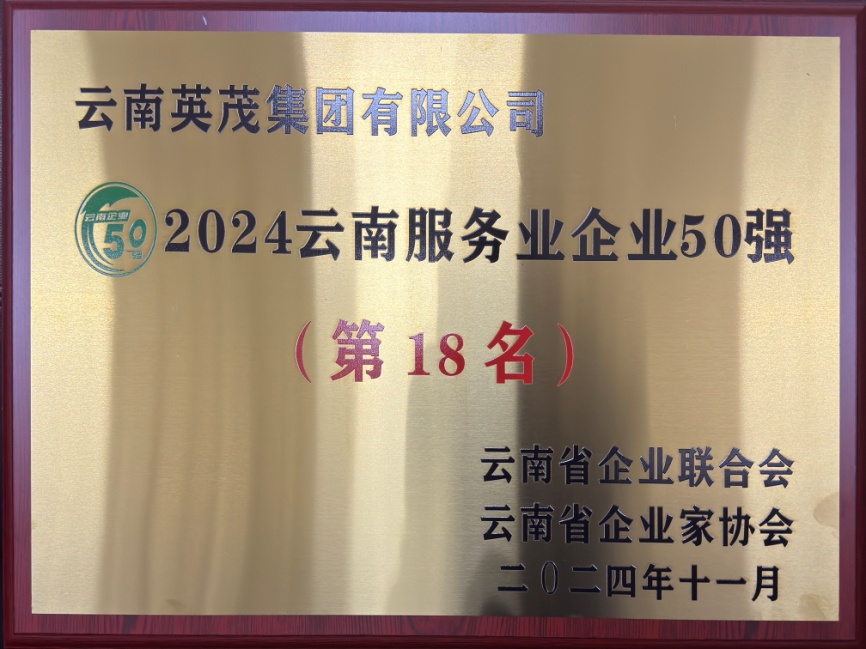 云南英茂集团有限公司
云南企业
50
2024云南服务业企业50强
（第18名）
云南省企业联合会
云南省企业家协会
二0二四年十一月